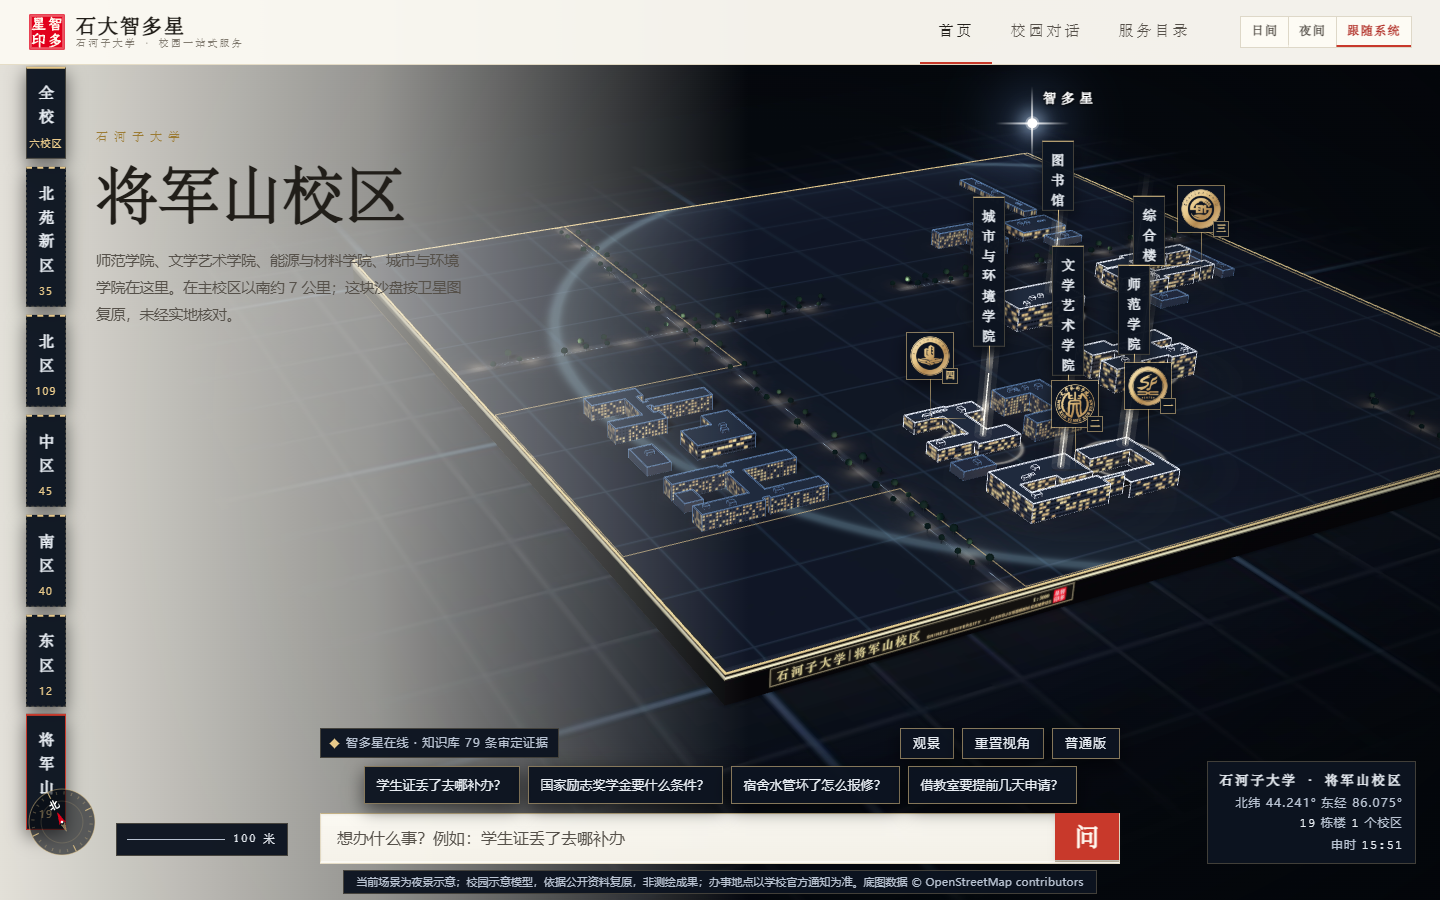 星智
印多
石大智多星
石河子大学 · 校园一站式服务
首页
校园对话
服务目录
日间
夜间
跟随系统
全校
六校区
北苑新区
35
北区
109
中区
45
南区
40
东区
12
将军山
19
北
石河子大学
将军山校区
师范学院、文学艺术学院、能源与材料学院、城市与环境
学院在这里。在主校区以南约 7 公里；这块沙盘按卫星图
复原，未经实地核对。
智多星
图书馆
城市与环境学院
综合楼
文学艺术学院
师范学院
三
四
二
一
石河子大学 | 将军山校区
◆ 智多星在线 · 知识库 79 条审定证据
观景
重置视角
普通版
学生证丢了去哪补办？
国家励志奖学金要什么条件？
宿舍水管坏了怎么报修？
借教室要提前几天申请？
想办什么事？例如：学生证丢了去哪补办
问
100 米
石河子大学 · 将军山校区
北纬 44.241° 东经 86.075°
19 栋楼 1 个校区
申时 15:51
当前场景为夜景示意；校园示意模型，依据公开资料复原，非测绘成果；办事地点以学校官方通知为准。底图数据 © OpenStreetMap contributors